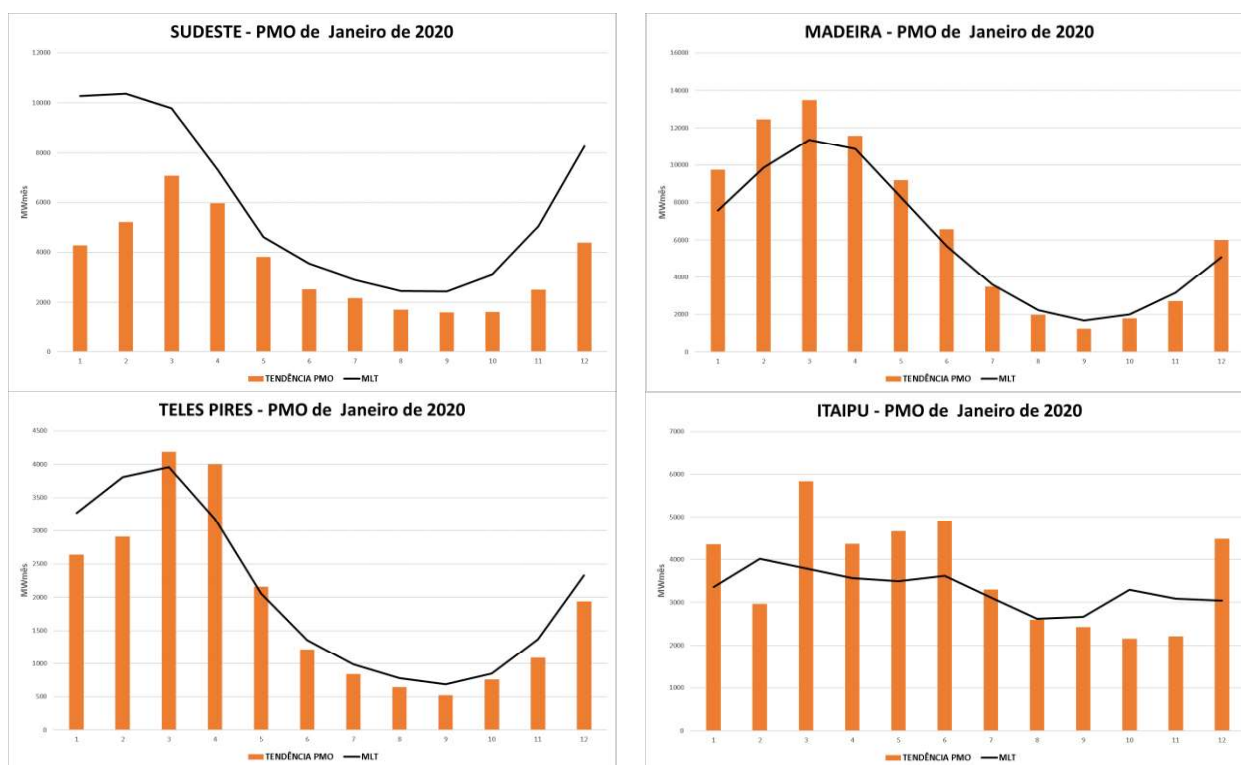 SUDESTE - PMO de Janeiro de 2020
12000
10000
8000
6000
4000
2000
0
MWmês
1 2 3 4 5 6 7 8 9 10 11 12
TENDÊNCIA PMO MLT
MADEIRA - PMO de Janeiro de 2020
16000
14000
12000
10000
8000
6000
4000
2000
0
MWmês
1 2 3 4 5 6 7 8 9 10 11 12
TENDÊNCIA PMO MLT
TELES PIRES - PMO de Janeiro de 2020
4500
4000
3500
3000
2500
2000
1500
1000
500
0
MWmês
1 2 3 4 5 6 7 8 9 10 11 12
TENDÊNCIA PMO MLT
ITAIPU - PMO de Janeiro de 2020
7000
6000
5000
4000
3000
2000
1000
0
MWmês
1 2 3 4 5 6 7 8 9 10 11 12
TENDÊNCIA PMO MLT